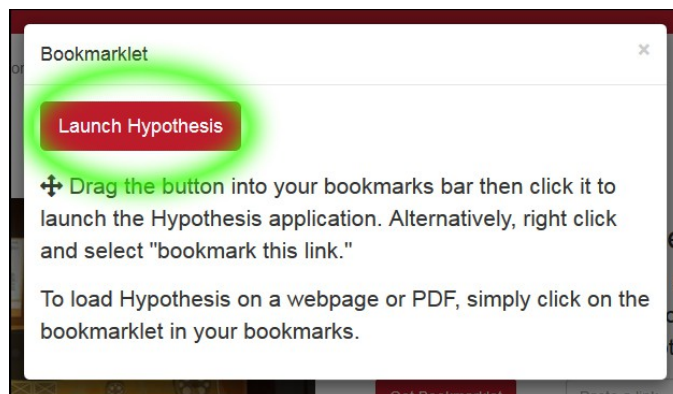 Bookmarklet
×
Launch Hypothesis
Drag the button into your bookmarks bar then click it to
launch the Hypothesis application. Alternatively, right click
and select "bookmark this link."
To load Hypothesis on a webpage or PDF, simply click on the
bookmarklet in your bookmarks.